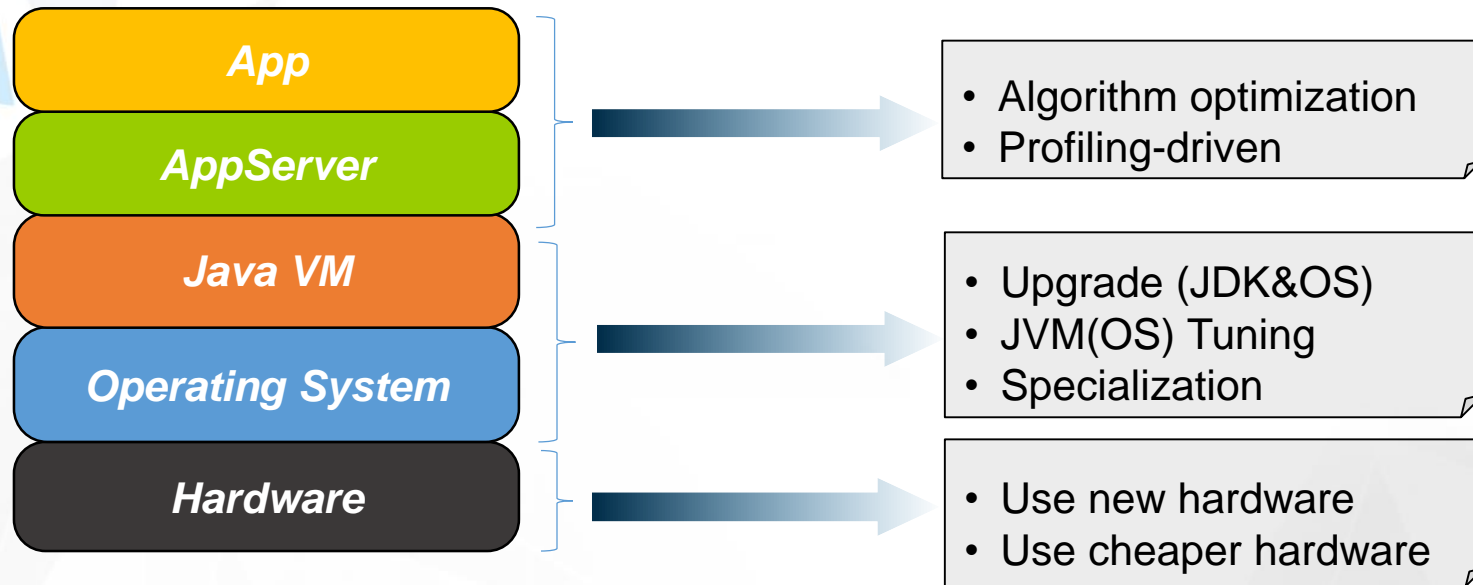 App
AppServer
Java VM
Operating System
Hardware
• Algorithm optimization
• Profiling-driven
• Upgrade (JDK&OS)
• JVM(OS) Tuning
• Specialization
• Use new hardware
• Use cheaper hardware